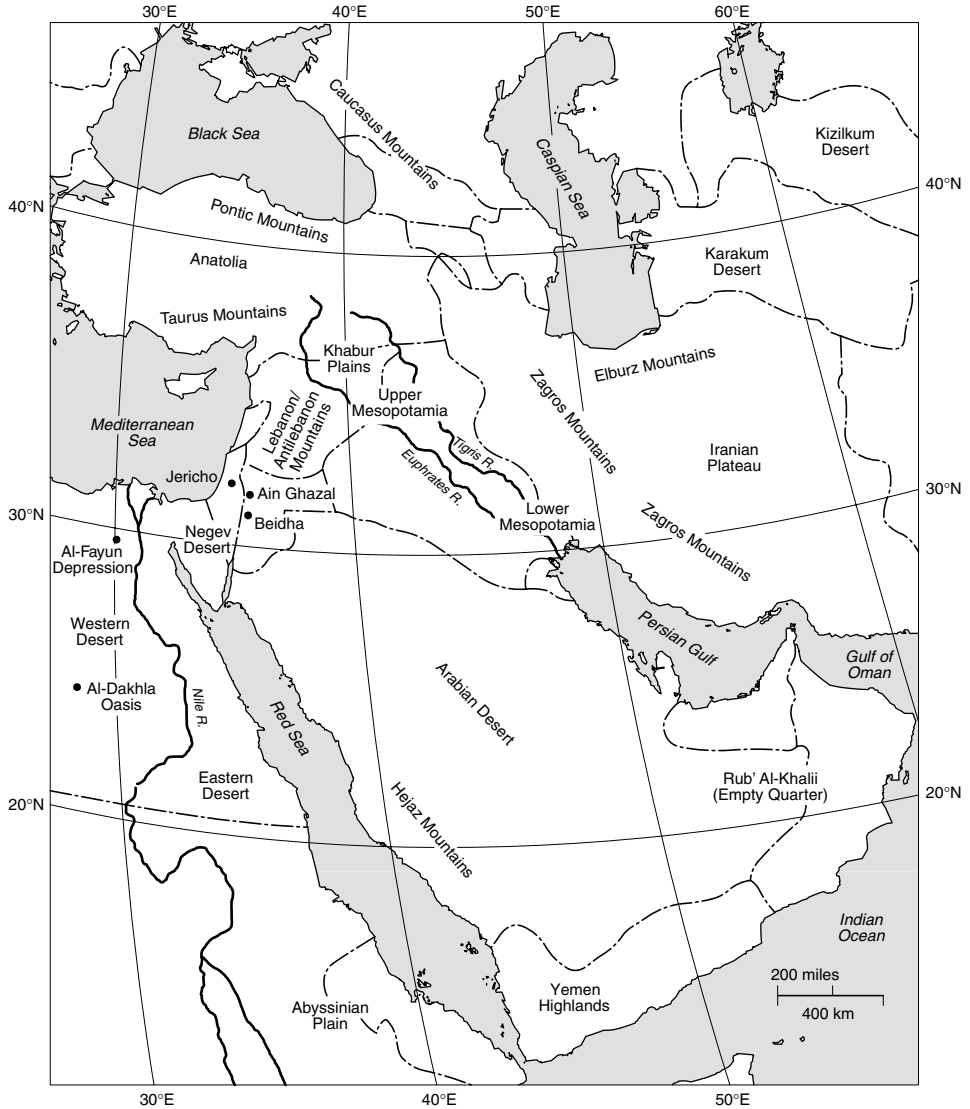 30°E
40°E
50°E
60°E
Black Sea
Caucasus Mountains
Caspian Sea
Kizilkum
Desert
40°N
40°N
Pontic Mountains
Anatolia
Karakum
Desert
Taurus Mountains
Khabur
Plains
Elburz Mountains
Upper
Mesopotamia
Zagros Mountains
Lebanon/
Antilebanon
Mountains
Mediterranean
Sea
Iranian
Plateau
Tigris R.
Euphrates R.
Jericho
Ain Ghazal
Beidha
30°N
30°N
Lower
Mesopotamia
Negev
Desert
Zagros Mountains
Al-Fayun
Depression
Western
Desert
Persian Gulf
Gulf of
Oman
Al-Dakhla
Oasis
Nile R.
Arabian Desert
Red Sea
Eastern
Desert
Rub' Al-Khalii
(Empty Quarter)
20°N
20°N
Hejaz Mountains
Indian
Ocean
200 miles
400 km
Yemen
Highlands
Abyssinian
Plain
30°E
40°E
50°E